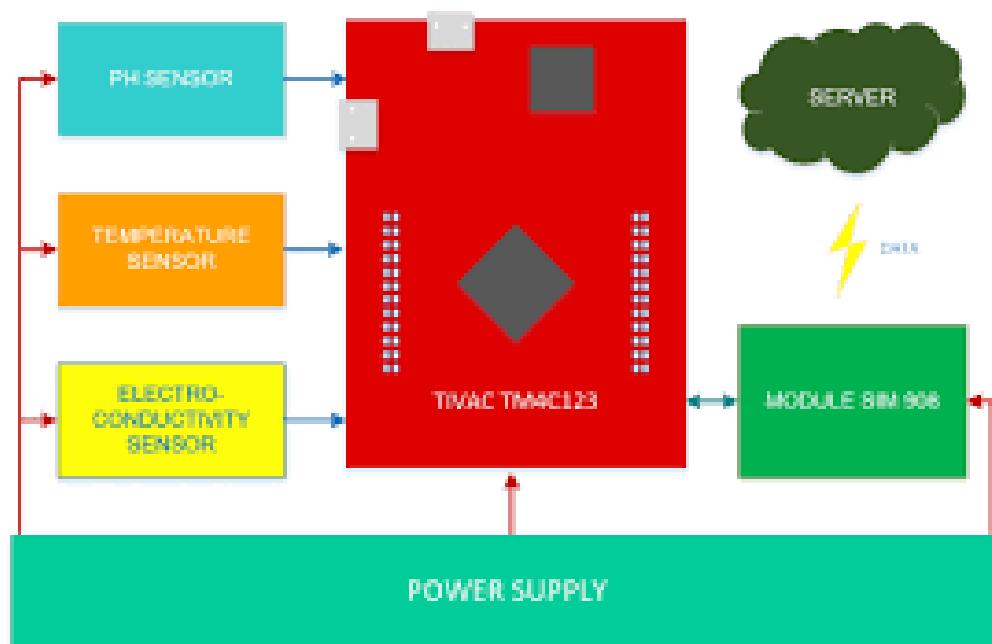 PH SENSOR
SERVER
TEMPERATURE
SENSOR
DATA
ELECTRO-
CONDUCTIVITY
SENSOR
TIVAC TM4C123
MODULE SIM 908
POWER SUPPLY